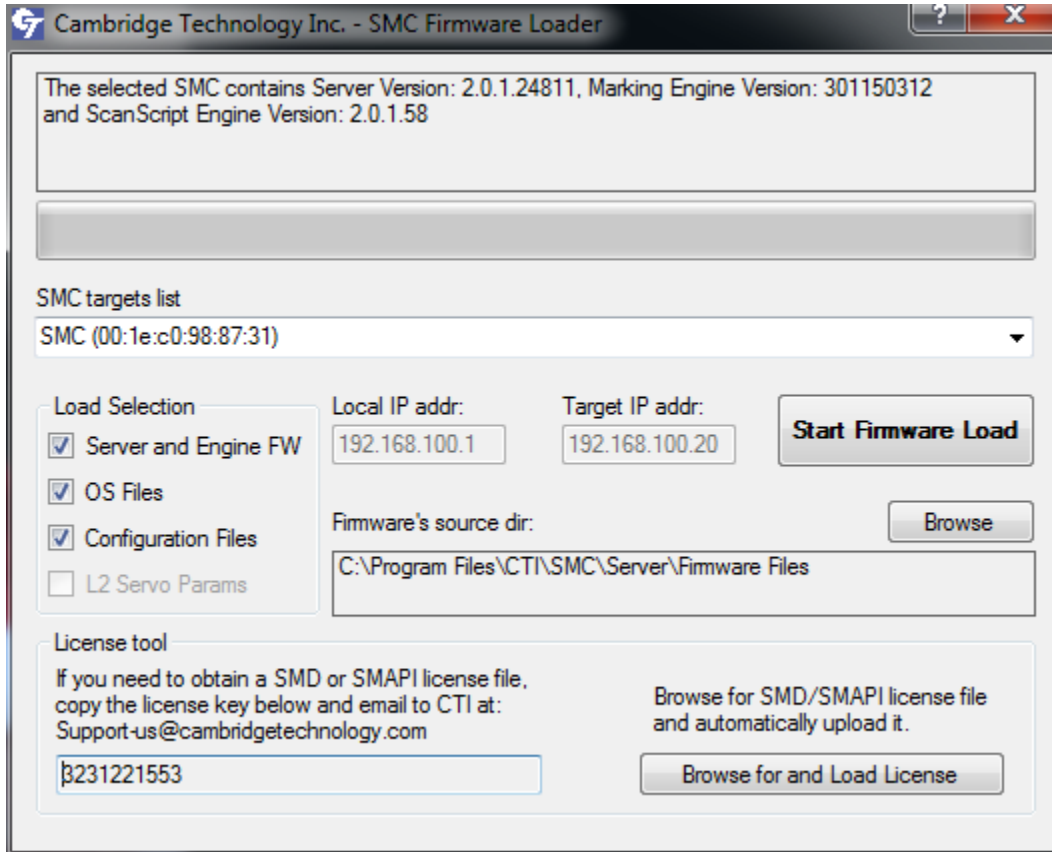 Cambridge Technology Inc. - SMC Firmware Loader
The selected SMC contains Server Version: 2.0.1.24811, Marking Engine Version: 301150312
and ScanScript Engine Version: 2.0.1.58
SMC targets list
SMC (00:1e:c0:98:87:31)
Load Selection
Server and Engine FW
OS Files
Configuration Files
L2 Servo Params
Local IP addr:
192.168.100.1
Target IP addr:
192.168.100.20
Start Firmware Load
Firmware's source dir:
Browse
C:\Program Files\CTI\SMC\Server\Firmware Files
License tool
If you need to obtain a SMD or SMAPI license file,
copy the license key below and email to CTI at:
Support-us@cambridgetechnology.com
3231221553
Browse for SMD/SMAPI license file
and automatically upload it.
Browse for and Load License